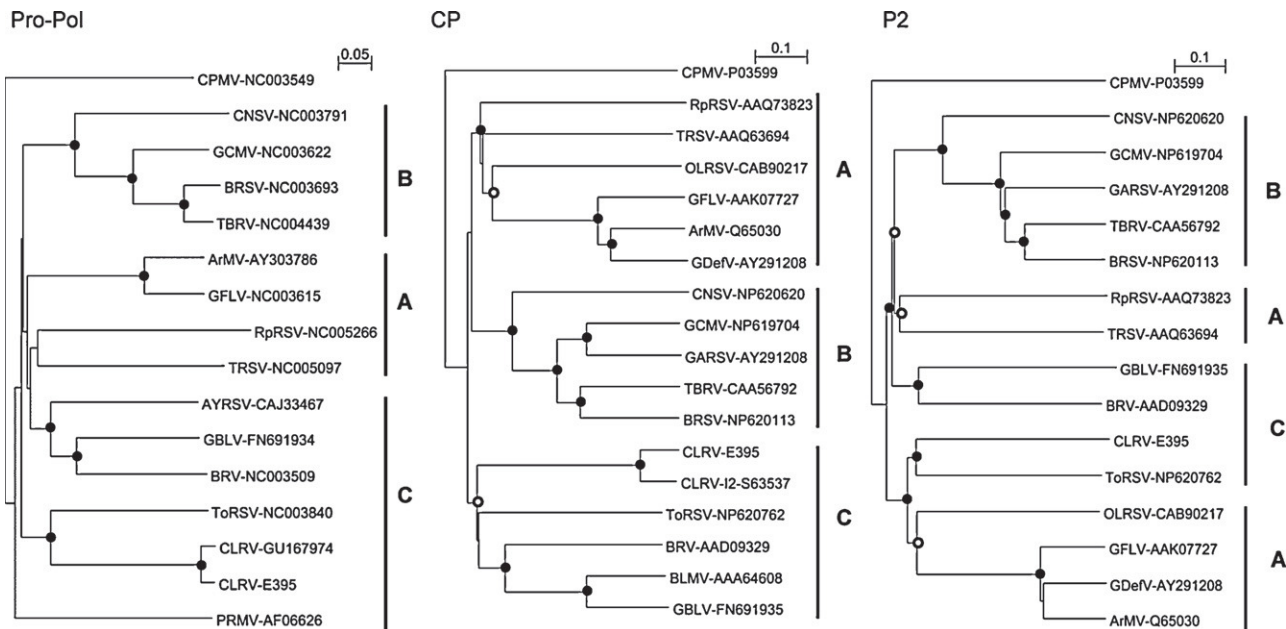 Pro-Pol
0.05
CPMV-NC003549
CNSV-NC003791
GCMV-NC003622
BRSV-NC003693
TBRV-NC004439
B
ArMV-AY303786
GFLV-NC003615
RpRSV-NC005266
TRSV-NC005097
A
AYRSV-CAJ33467
GBLV-FN691934
BRV-NC003509
ToRSV-NC003840
CLRV-GU167974
CLRV-E395
PRMV-AF06626
C
CP
0.1
CPMV-P03599
RpRSV-AAQ73823
TRSV-AAQ63694
OLRSV-CAB90217
GFLV-AAK07727
ArMV-Q65030
GDefV-AY291208
A
CNSV-NP620620
GCMV-NP619704
GARSV-AY291208
TBRV-CAA56792
BRSV-NP620113
B
CLRV-E395
CLRV-I2-S63537
ToRSV-NP620762
BRV-AAD09329
BLMV-AAA64608
GBLV-FN691935
C
P2
0.1
CPMV-P03599
CNSV-NP620620
GCMV-NP619704
GARSV-AY291208
TBRV-CAA56792
BRSV-NP620113
B
RpRSV-AAQ73823
TRSV-AAQ63694
A
GBLV-FN691935
BRV-AAD09329
CLRV-E395
ToRSV-NP620762
C
OLRSV-CAB90217
GFLV-AAK07727
GDefV-AY291208
ArMV-Q65030
A